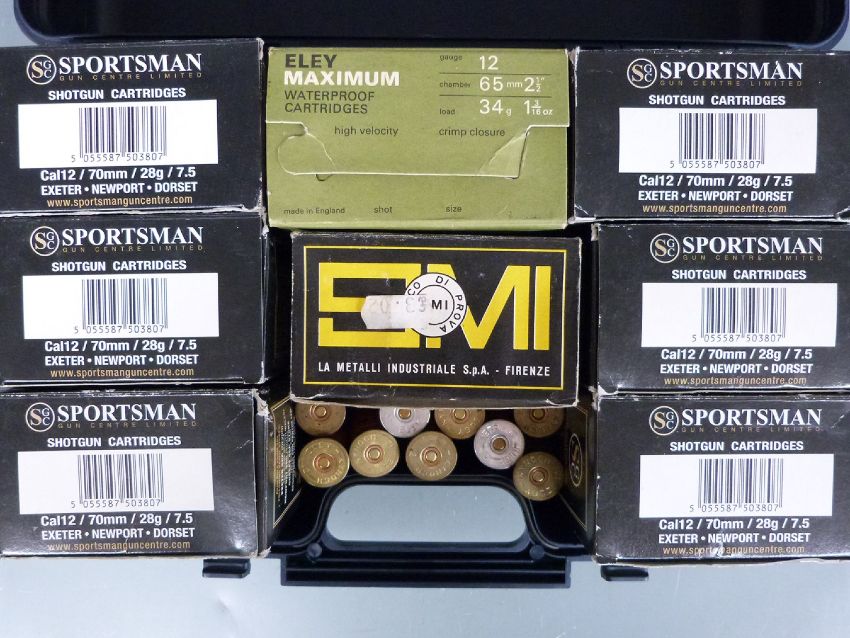 SGC SPORTSMAN
GUN CENTRE LIMITED
SHOTGUN CARTRIDGES
5 055587 503807
Cal12 / 70mm / 28g / 7.5
EXETER • NEWPORT • DORSET
www.sportsmanguncentre.com
ELEY
MAXIMUM
WATERPROOF
CARTRIDGES
gauge 12
chamber 65 mm 2½"
load 34 g 1 3/16 oz
high velocity crimp closure
made in England shot size
SGC SPORTSMAN
GUN CENTRE LIMITED
SHOTGUN CARTRIDGES
5 055587 503807
Cal12 / 70mm / 28g / 7.5
EXETER • NEWPORT • DORSET
www.sportsmanguncentre.com
SGC SPORTSMAN
GUN CENTRE LIMITED
SHOTGUN CARTRIDGES
5 055587 503807
Cal12 / 70mm / 28g / 7.5
EXETER • NEWPORT • DORSET
www.sportsmanguncentre.com
SMI
CO DI PROVA
MI
LA METALLI INDUSTRIALE S.p.A. - FIRENZE
SGC SPORTSMAN
GUN CENTRE LIMITED
SHOTGUN CARTRIDGES
5 055587 503807
Cal12 / 70mm / 28g / 7.5
EXETER • NEWPORT • DORSET
www.sportsmanguncentre.com
SGC SPORTSMAN
GUN CENTRE LIMITED
SHOTGUN CARTRIDGES
5 055587 503807
Cal12 / 70mm / 28g / 7.5
EXETER • NEWPORT • DORSET
www.sportsmanguncentre.com
SGC SPORTSMAN
GUN CENTRE LIMITED
SHOTGUN CARTRIDGES
5 055587 503807
Cal12 / 70mm / 28g / 7.5
EXETER • NEWPORT • DORSET
www.sportsmanguncentre.com